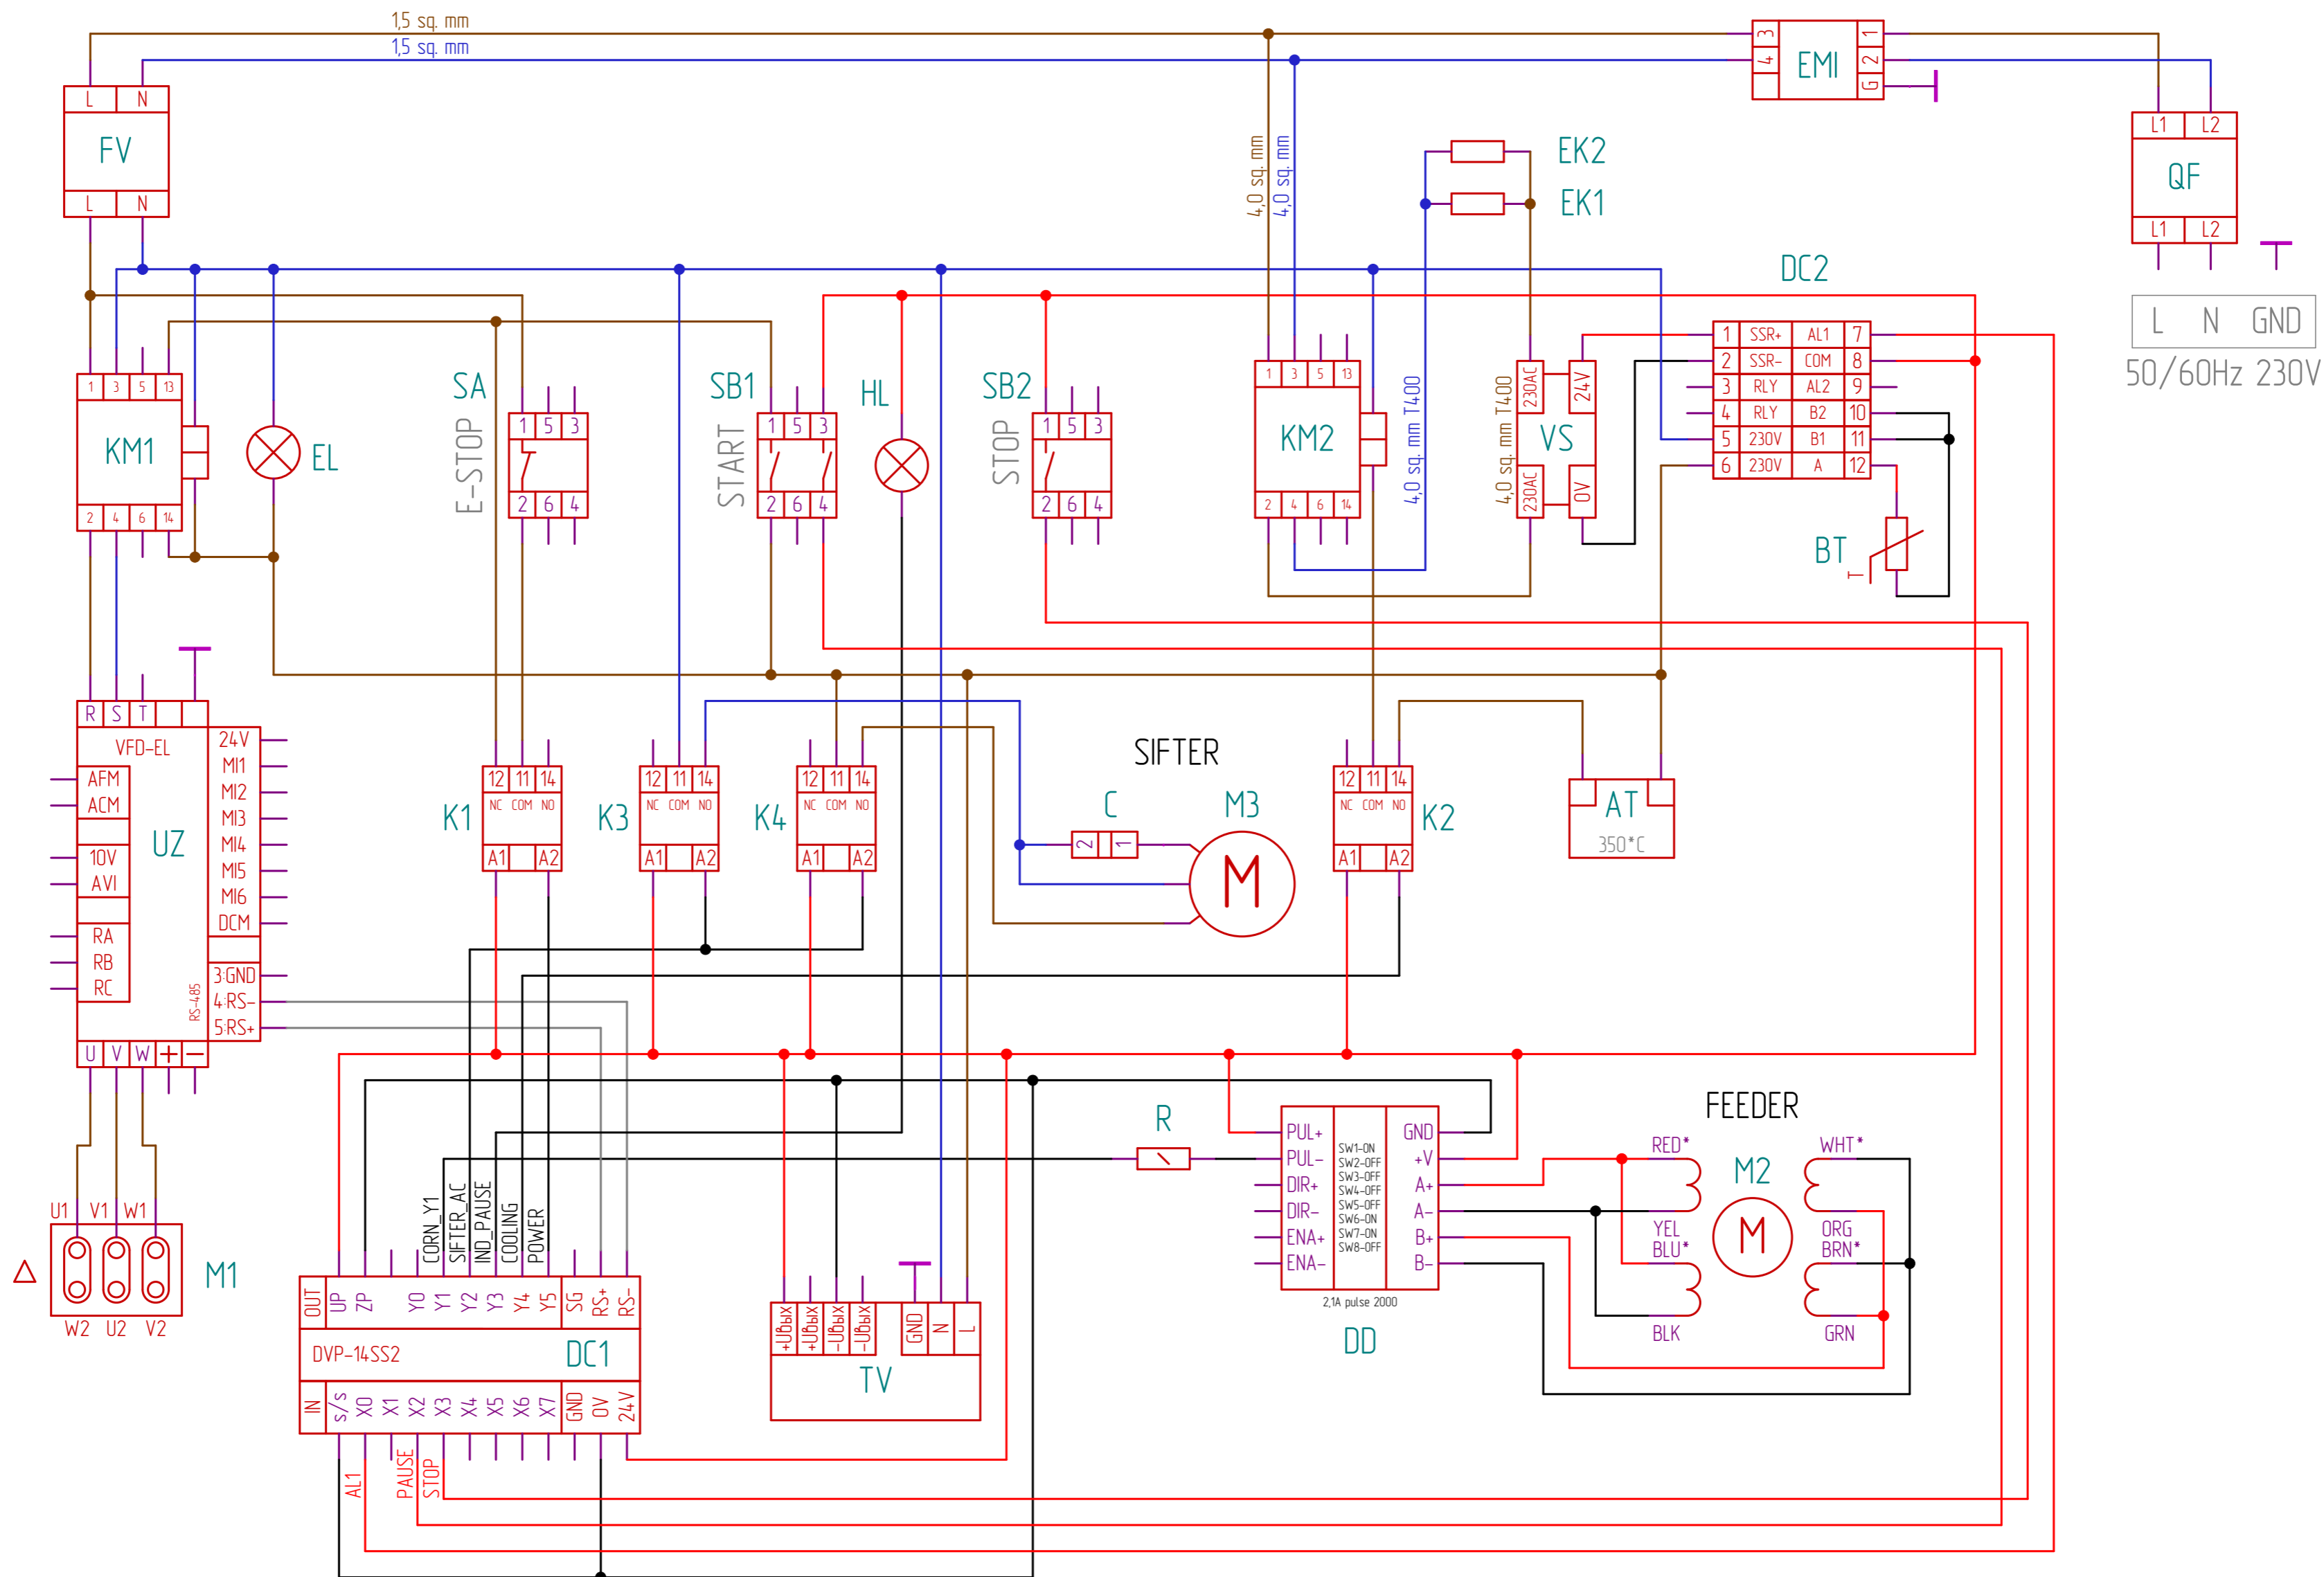 1,5 sq. mm
1,5 sq. mm
3 1
4 EMI 2
G
L N
FV
L N
4,0 sq. mm
4,0 sq. mm
EK2
EK1
L1 L2
QF
L1 L2
L N GND
50/60Hz 230V
DC2
1 SSR+ AL1 7
2 SSR- COM 8
3 RLY AL2 9
4 RLY B2 10
5 230V B1 11
6 230V A 12
BT
T
1 3 5 13
KM1
2 4 6 14
EL
SA
E-STOP
1 5 3
2 6 4
SB1
START
1 5 3
2 6 4
HL
SB2
STOP
1 5 3
2 6 4
1 3 5 13
KM2
2 4 6 14
4,0 sq. mm T400
4,0 sq. mm T400
230AC 24V
VS
230AC 0V
R S T
VFD-EL
UZ
AFM
ACM
10V
AVI
RA
RB
RC
24V
MI1
MI2
MI3
MI4
MI5
MI6
DCM
3:GND
4:RS-
5:RS+
RS-485
U V W + -
K1
12 11 14
NC COM NO
A1 A2
K3
12 11 14
NC COM NO
A1 A2
K4
12 11 14
NC COM NO
A1 A2
SIFTER
C
2 1
M3
M
K2
12 11 14
NC COM NO
A1 A2
AT
350*C
U1 V1 W1
M1
W2 U2 V2
CORN_Y1
SIFTER_AC
IND_PAUSE
COOLING
POWER
OUT UP ZP Y0 Y1 Y2 Y3 Y4 Y5 SG RS+ RS-
DVP-14SS2 DC1
IN s/s X0 X1 X2 X3 X4 X5 X6 X7 GND 0V 24V
AL1
PAUSE
STOP
+Uвых +Uвых -Uвых -Uвых GND N L
TV
R
PUL+
PUL-
DIR+
DIR-
ENA+
ENA-
SW1-ON
SW2-OFF
SW3-OFF
SW4-OFF
SW5-OFF
SW6-ON
SW7-ON
SW8-OFF
GND
+V
A+
A-
B+
B-
2,1A pulse 2000
DD
FEEDER
RED* WHT*
M2
M
YEL ORG
BLU* BRN*
BLK GRN